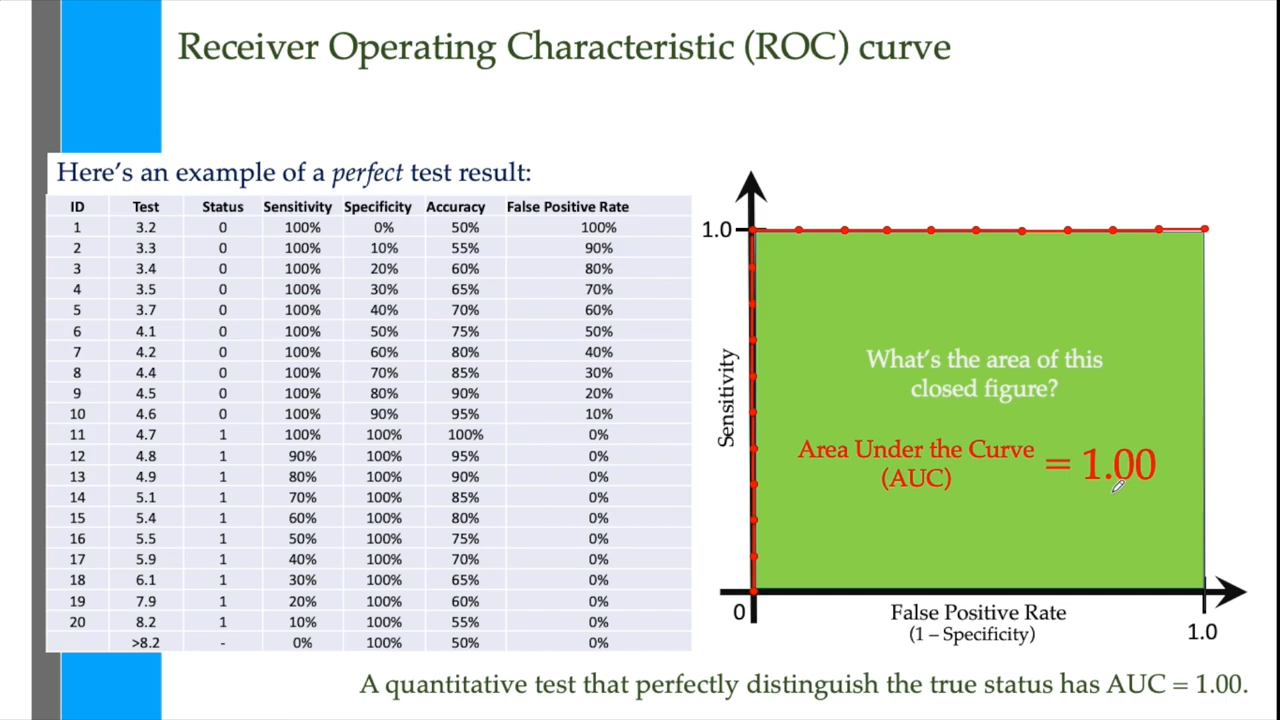 Receiver Operating Characteristic (ROC) curve
Here's an example of a perfect test result:
ID Test Status Sensitivity Specificity Accuracy False Positive Rate
1 3.2 0 100% 0% 50% 100%
2 3.3 0 100% 10% 55% 90%
3 3.4 0 100% 20% 60% 80%
4 3.5 0 100% 30% 65% 70%
5 3.7 0 100% 40% 70% 60%
6 4.1 0 100% 50% 75% 50%
7 4.2 0 100% 60% 80% 40%
8 4.4 0 100% 70% 85% 30%
9 4.5 0 100% 80% 90% 20%
10 4.6 0 100% 90% 95% 10%
11 4.7 1 100% 100% 100% 0%
12 4.8 1 90% 100% 95% 0%
13 4.9 1 80% 100% 90% 0%
14 5.1 1 70% 100% 85% 0%
15 5.4 1 60% 100% 80% 0%
16 5.5 1 50% 100% 75% 0%
17 5.9 1 40% 100% 70% 0%
18 6.1 1 30% 100% 65% 0%
19 7.9 1 20% 100% 60% 0%
20 8.2 1 10% 100% 55% 0%
>8.2 - 0% 100% 50% 0%
1.0
Sensitivity
What's the area of this
closed figure?
Area Under the Curve
(AUC)
= 1.00
0
False Positive Rate
(1 – Specificity)
1.0
A quantitative test that perfectly distinguish the true status has AUC = 1.00.